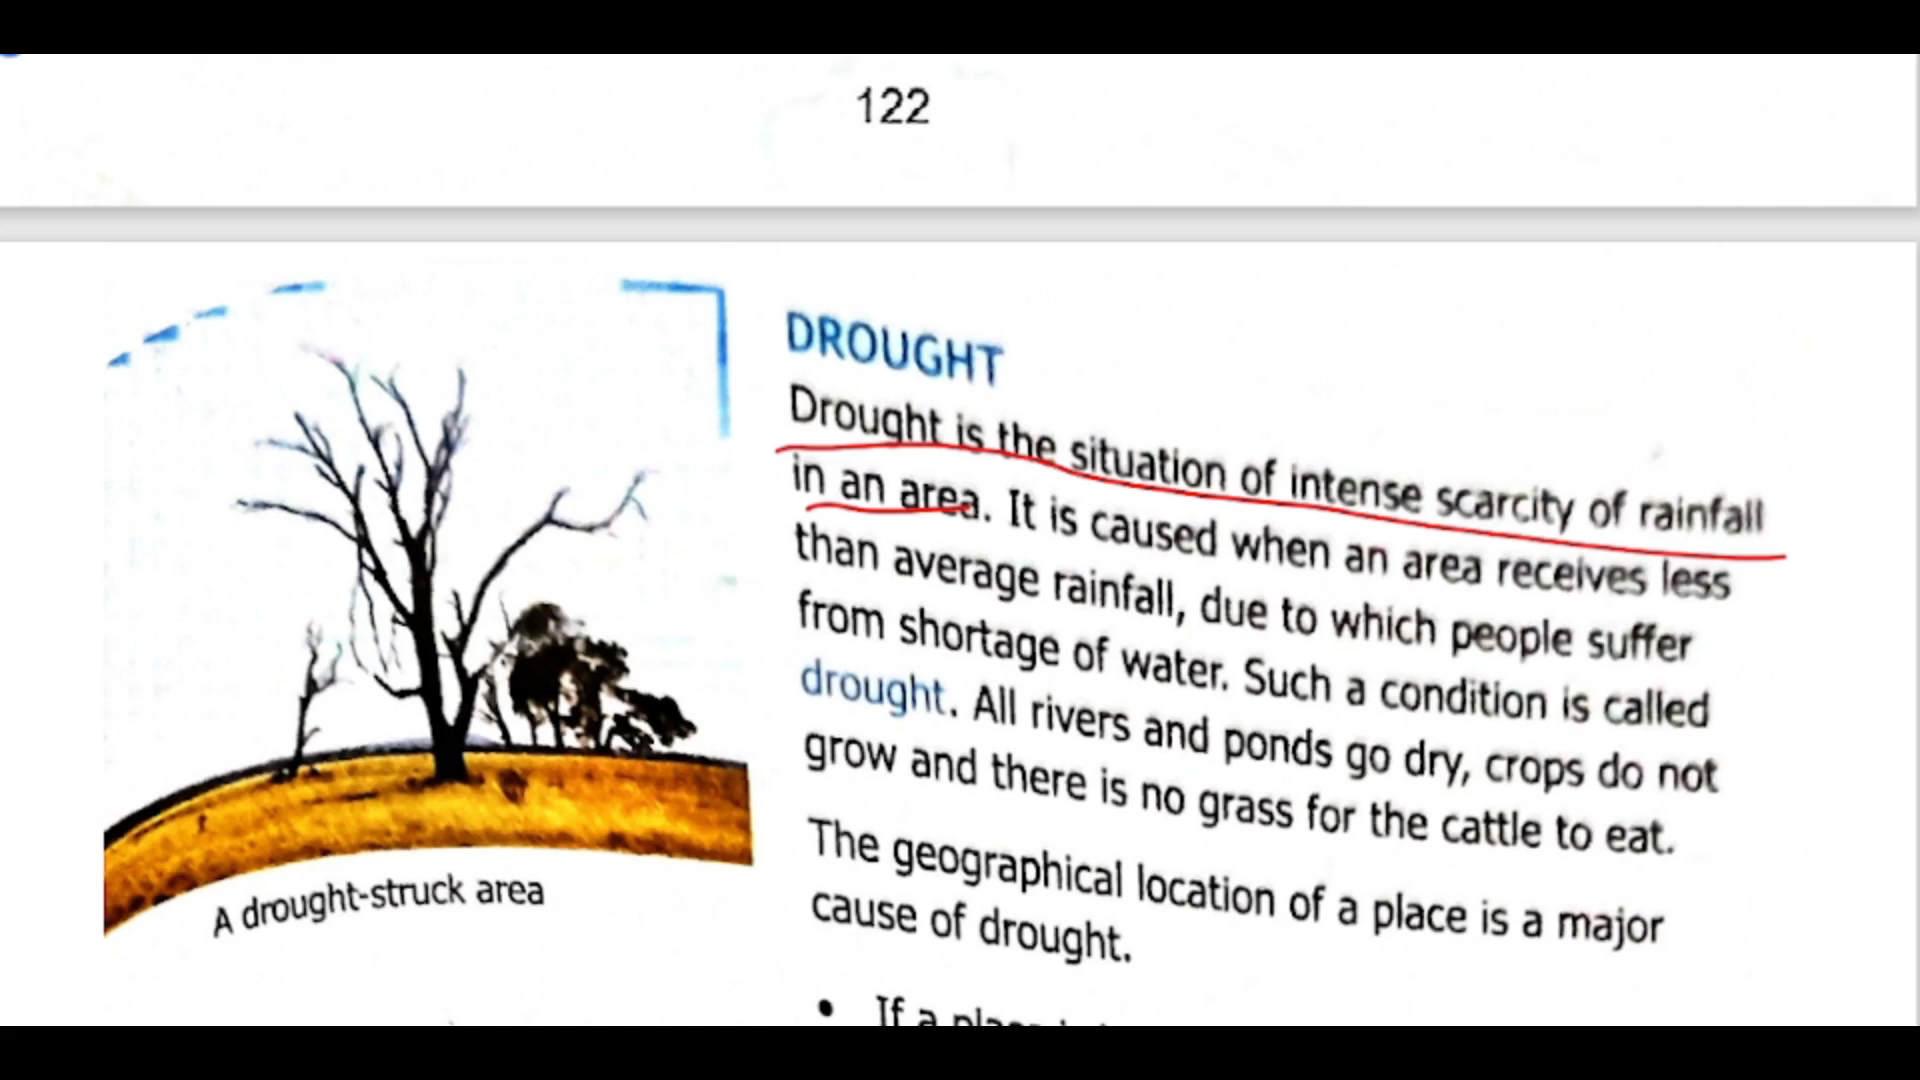 122
DROUGHT
Drought is the situation of intense scarcity of rainfall
in an area. It is caused when an area receives less
than average rainfall, due to which people suffer
from shortage of water. Such a condition is called
drought. All rivers and ponds go dry, crops do not
grow and there is no grass for the cattle to eat.
The geographical location of a place is a major
cause of drought.
• If a
A drought-struck area